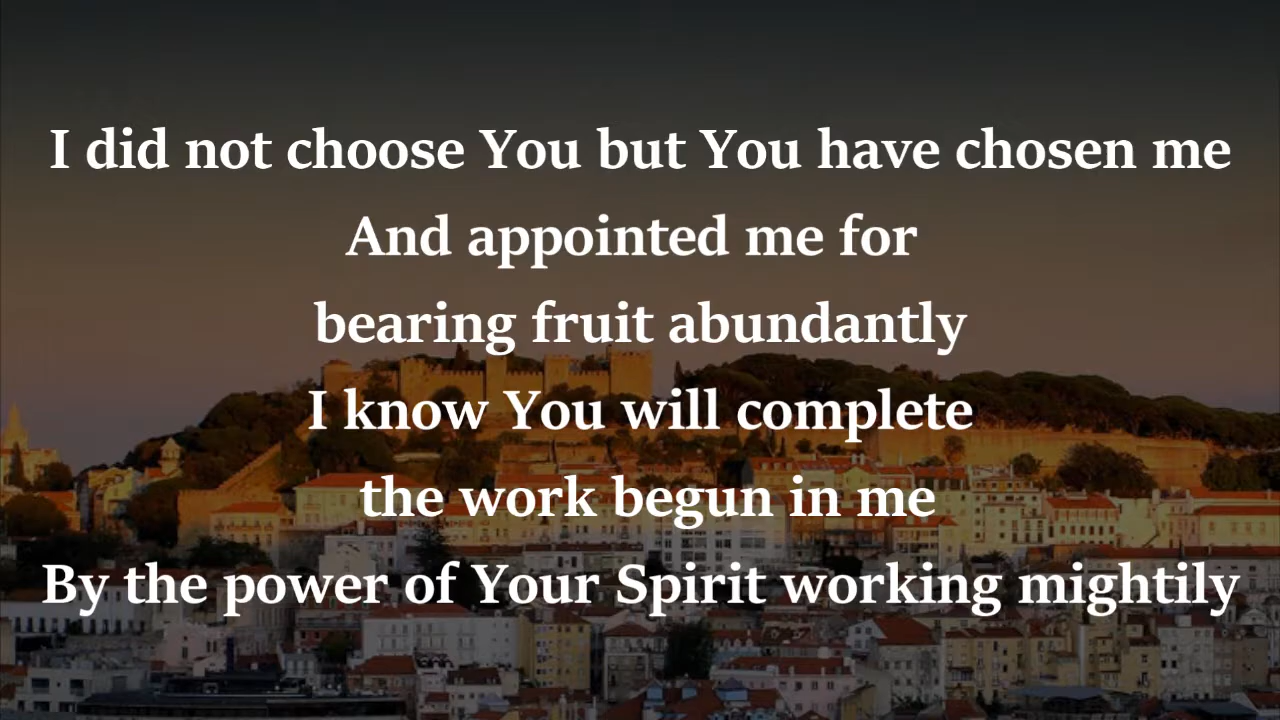 I did not choose You but You have chosen me
And appointed me for
bearing fruit abundantly
I know You will complete
the work begun in me
By the power of Your Spirit working mightily